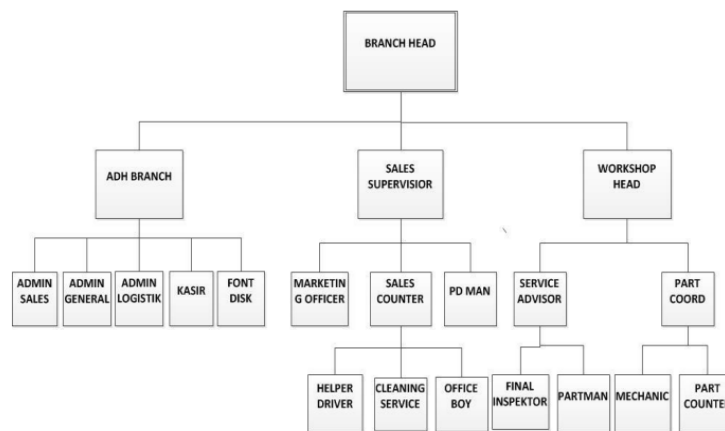 BRANCH HEAD
ADH BRANCH
SALES
SUPERVISIOR
WORKSHOP
HEAD
ADMIN
SALES
ADMIN
GENERAL
ADMIN
LOGISTIK
KASIR
FONT
DISK
MARKETIN
G OFFICER
SALES
COUNTER
PD MAN
SERVICE
ADVISOR
PART
COORD
HELPER
DRIVER
CLEANING
SERVICE
OFFICE
BOY
FINAL
INSPEKTOR
PARTMAN
MECHANIC
PART
COUNTER